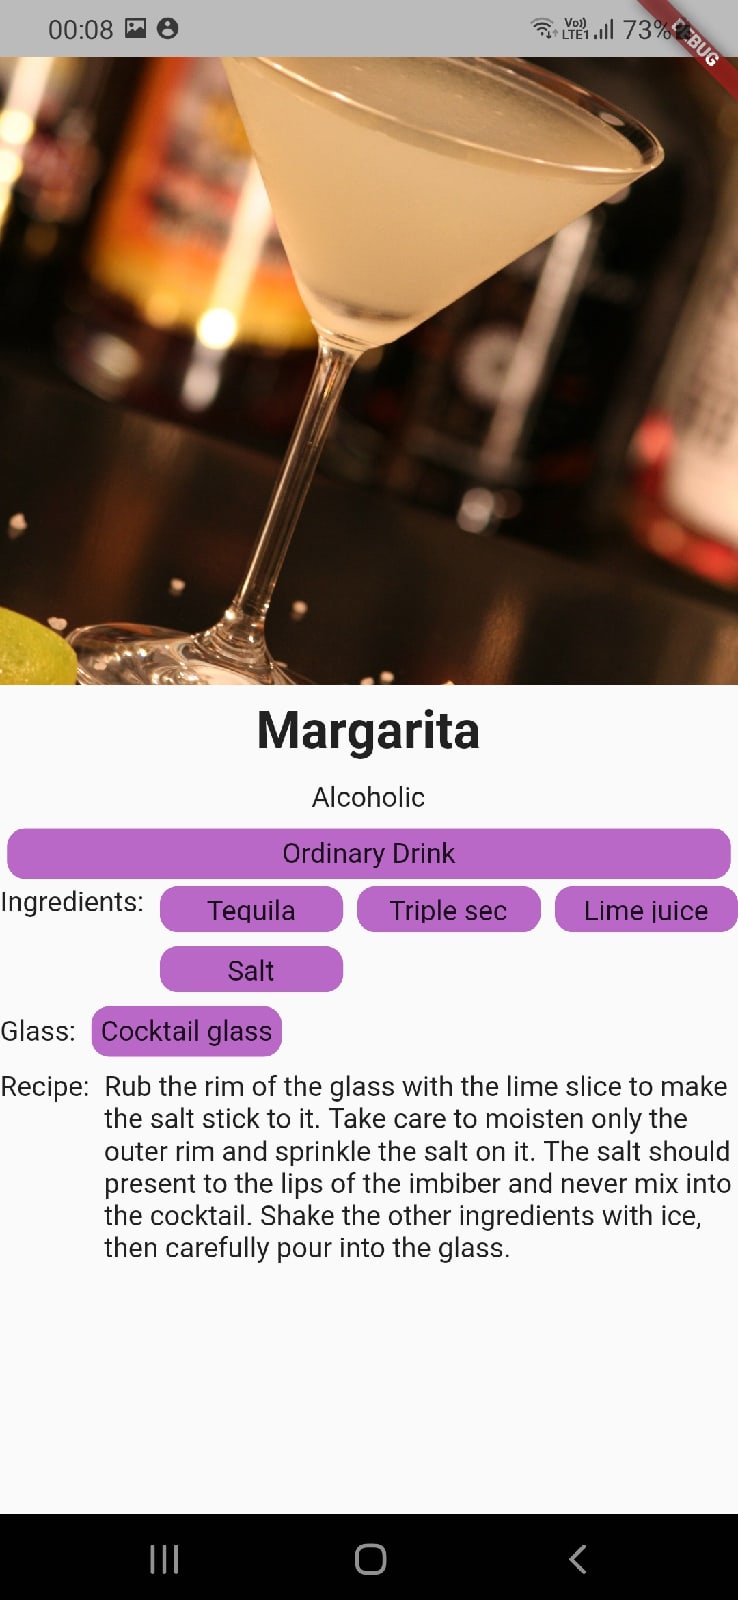 00:08 Vo)) LTE1 73%
DEBUG
Margarita
Alcoholic
Ordinary Drink
Ingredients: Tequila Triple sec Lime juice
Salt
Glass: Cocktail glass
Recipe: Rub the rim of the glass with the lime slice to make
the salt stick to it. Take care to moisten only the
outer rim and sprinkle the salt on it. The salt should
present to the lips of the imbiber and never mix into
the cocktail. Shake the other ingredients with ice,
then carefully pour into the glass.